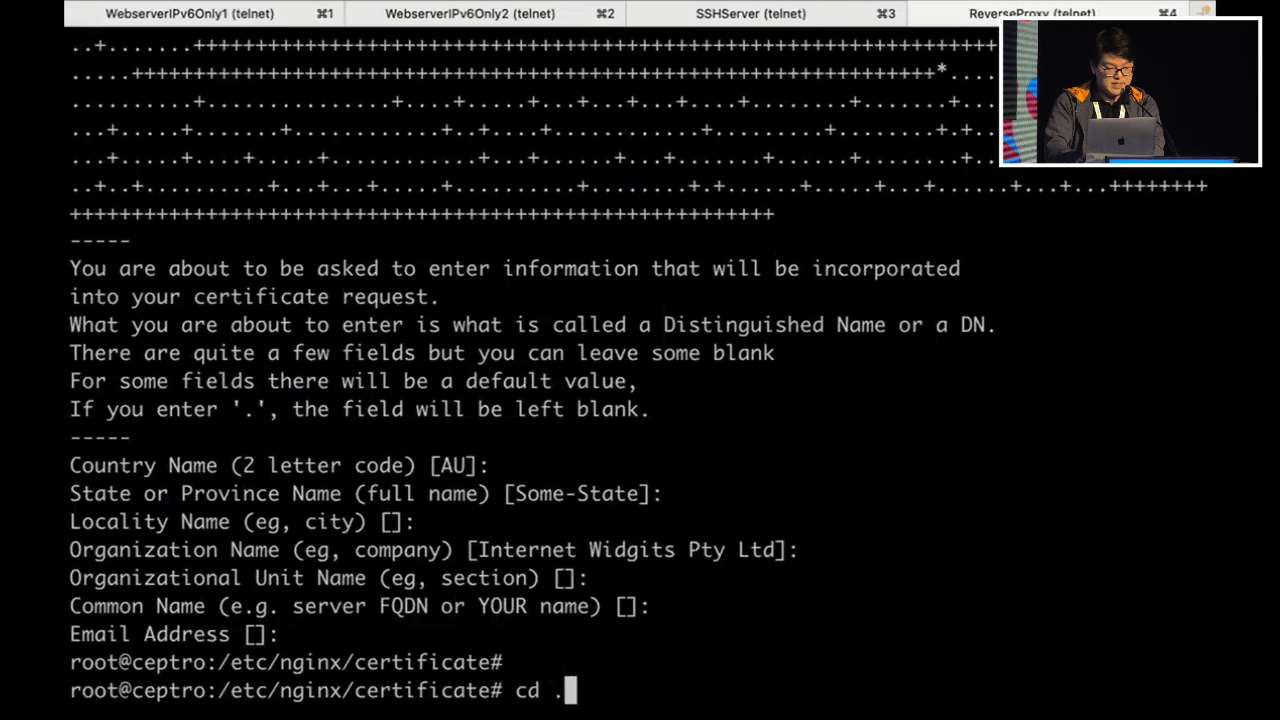 WebserverIPv6Only1 (telnet) ⌘1 WebserverIPv6Only2 (telnet) ⌘2 SSHServer (telnet) ⌘3 ReverseProxy (telnet) ⌘4
..+.......+++++++++++++++++++++++++++++++++++++++++++++++++++++++++++++++++
.....+++++++++++++++++++++++++++++++++++++++++++++++++++++++++++++++++*....
..........+...............+....+.....+...+...+...+....+........+.......+...
...+.....+.......+............+..+.....+............+.........+.........+.+..
...+.....+.....+....+............+...+.......+...+.......+.......+........+..
..+..+..........+...+...+.....+..........+.........+.+.......+.....+...+......+...+...++++++++
+++++++++++++++++++++++++++++++++++++++++++++++++++++++++
-----
You are about to be asked to enter information that will be incorporated
into your certificate request.
What you are about to enter is what is called a Distinguished Name or a DN.
There are quite a few fields but you can leave some blank
For some fields there will be a default value,
If you enter '.', the field will be left blank.
-----
Country Name (2 letter code) [AU]:
State or Province Name (full name) [Some-State]:
Locality Name (eg, city) []:
Organization Name (eg, company) [Internet Widgits Pty Ltd]:
Organizational Unit Name (eg, section) []:
Common Name (e.g. server FQDN or YOUR name) []:
Email Address []:
root@ceptro:/etc/nginx/certificate#
root@ceptro:/etc/nginx/certificate# cd .